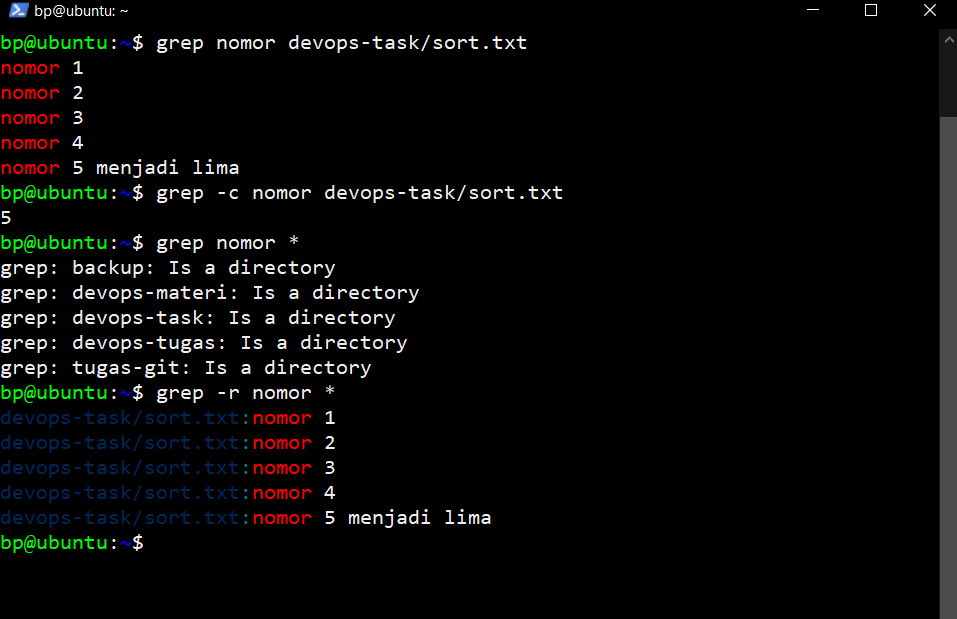 bp@ubuntu: ~
bp@ubuntu:~$ grep nomor devops-task/sort.txt
nomor 1
nomor 2
nomor 3
nomor 4
nomor 5 menjadi lima
bp@ubuntu:~$ grep -c nomor devops-task/sort.txt
5
bp@ubuntu:~$ grep nomor *
grep: backup: Is a directory
grep: devops-materi: Is a directory
grep: devops-task: Is a directory
grep: devops-tugas: Is a directory
grep: tugas-git: Is a directory
bp@ubuntu:~$ grep -r nomor *
devops-task/sort.txt:nomor 1
devops-task/sort.txt:nomor 2
devops-task/sort.txt:nomor 3
devops-task/sort.txt:nomor 4
devops-task/sort.txt:nomor 5 menjadi lima
bp@ubuntu:~$